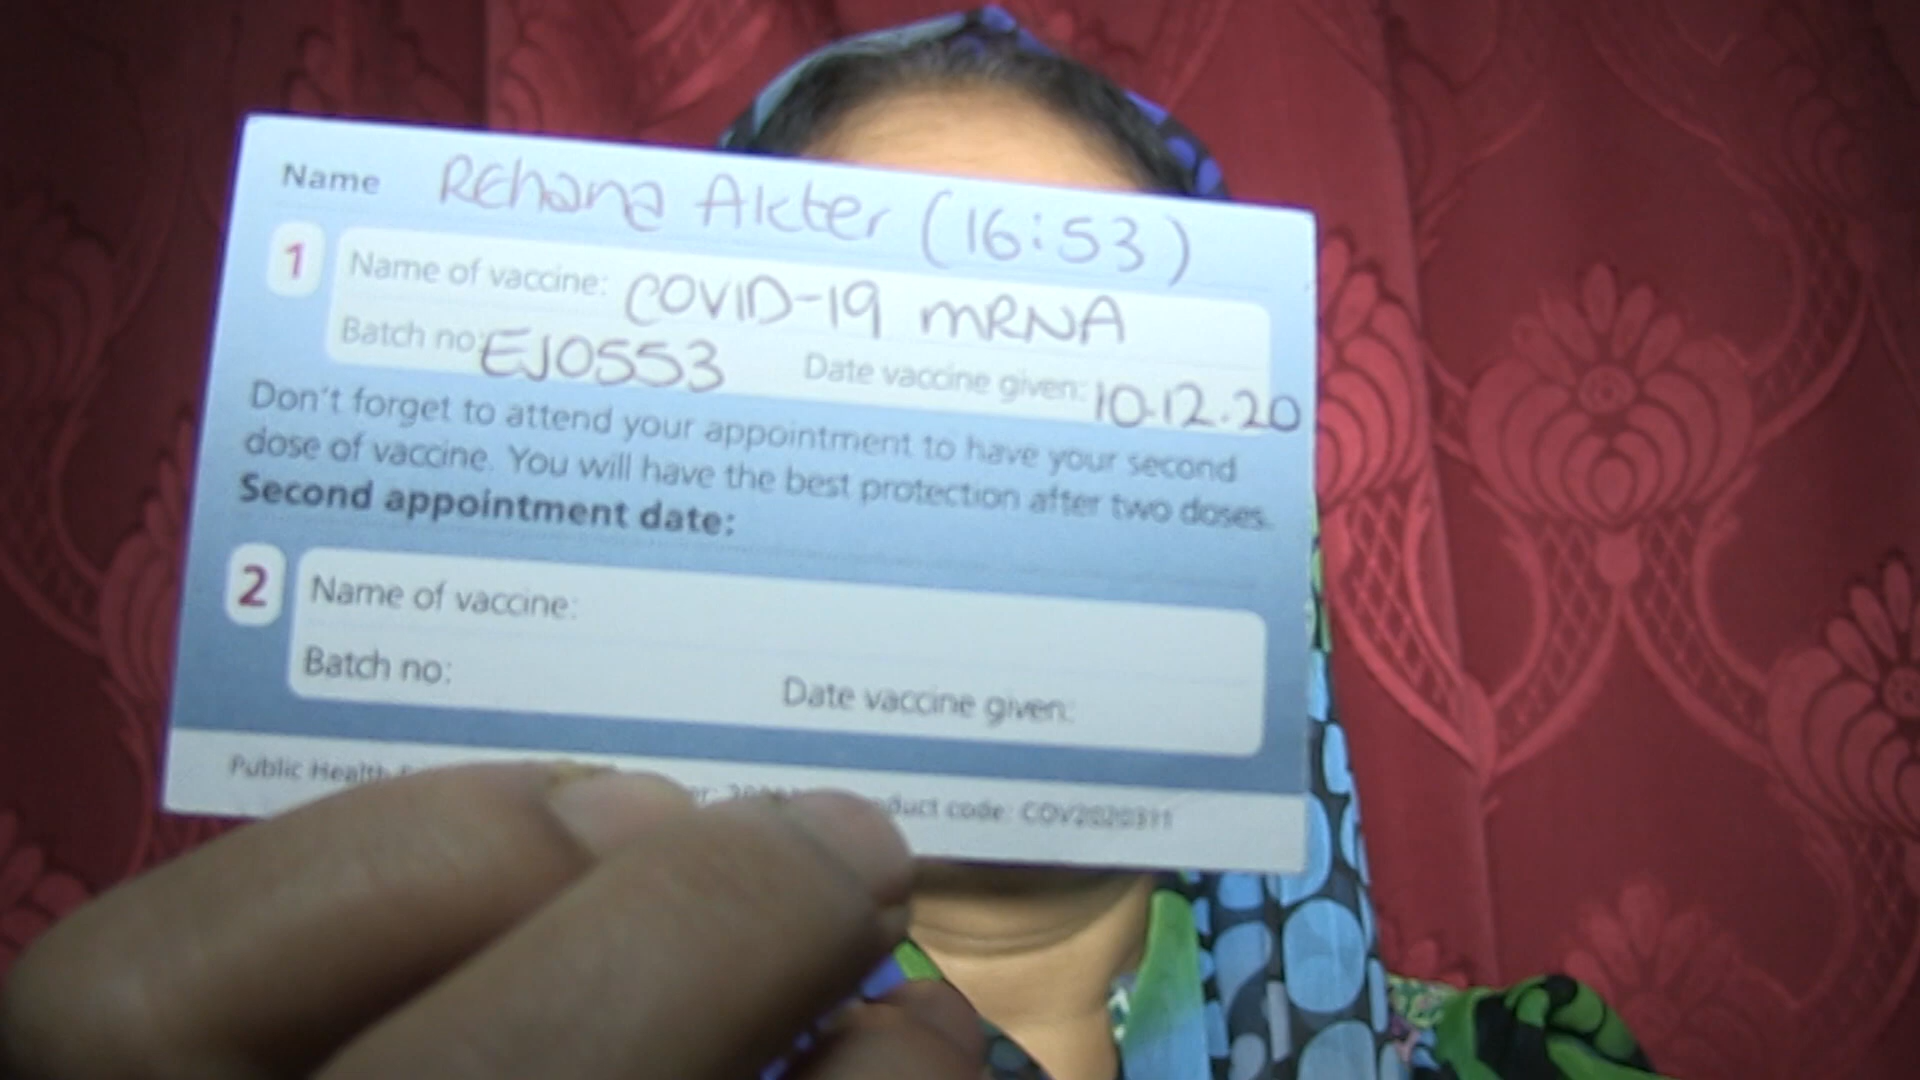 Name Rehana Akter (16:53)
1
Name of vaccine: COVID-19 mRNA
Batch no: EJ0553 Date vaccine given: 10.12.20
Don't forget to attend your appointment to have your second
dose of vaccine. You will have the best protection after two doses.
Second appointment date:
2
Name of vaccine:
Batch no: Date vaccine given:
Public Health code: COV2020311